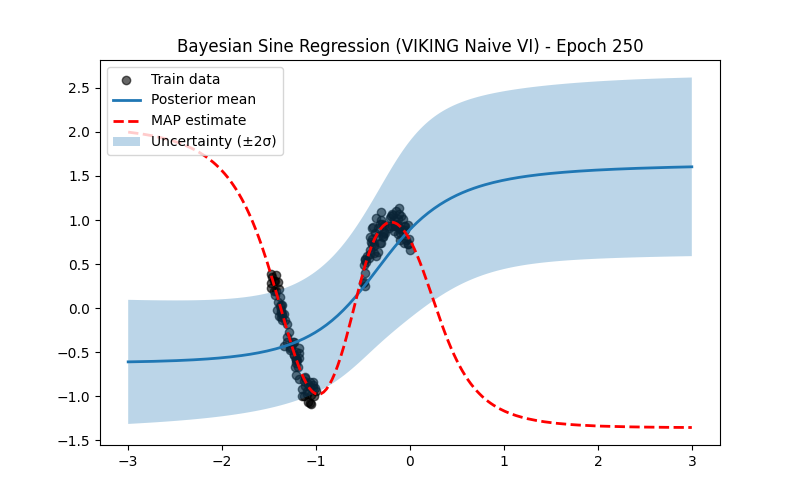 Bayesian Sine Regression (VIKING Naive VI) - Epoch 250
Train data
Posterior mean
MAP estimate
Uncertainty (±2σ)
2.5
2.0
1.5
1.0
0.5
0.0
−0.5
−1.0
−1.5
−3 −2 −1 0 1 2 3